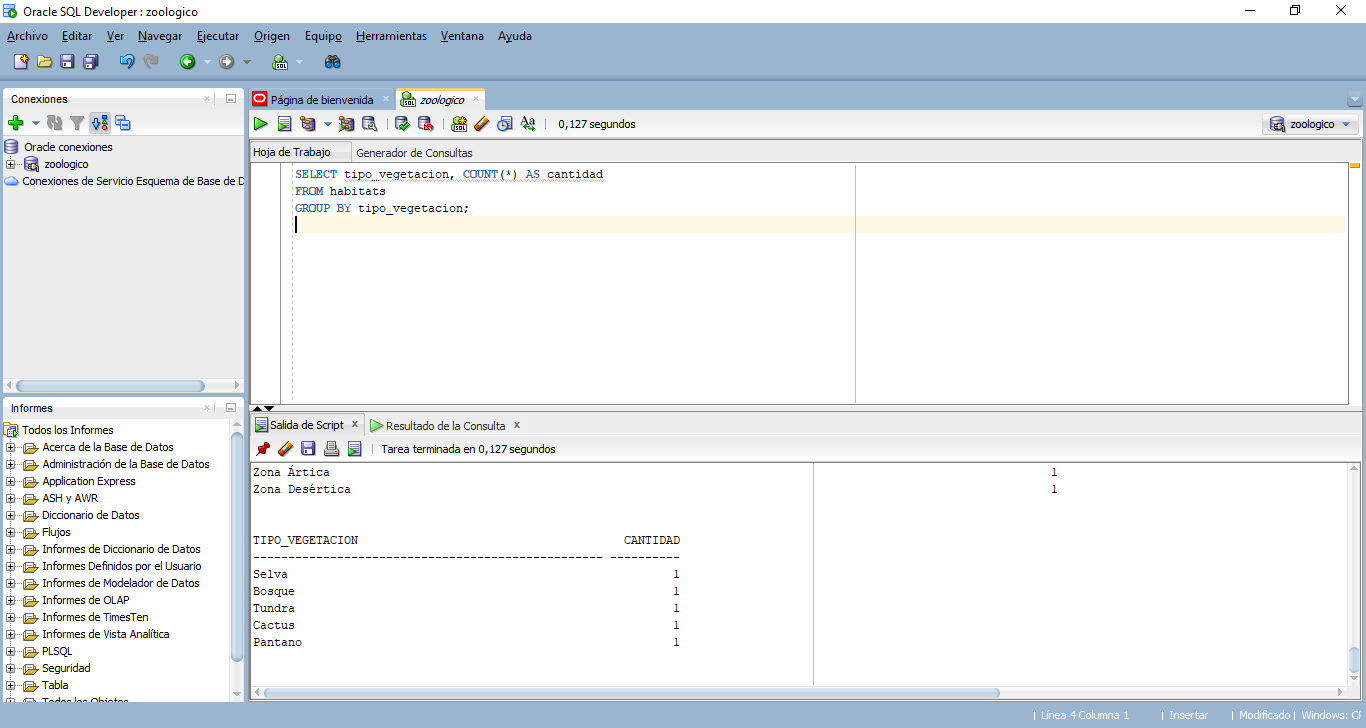 Oracle SQL Developer : zoologico
Archivo Editar Ver Navegar Ejecutar Origen Equipo Herramientas Ventana Ayuda
Conexiones
Oracle conexiones
zoologico
Conexiones de Servicio Esquema de Base de D
Informes
Todos los Informes
Acerca de la Base de Datos
Administración de la Base de Datos
Application Express
ASH y AWR
Diccionario de Datos
Flujos
Informes de Diccionario de Datos
Informes Definidos por el Usuario
Informes de Modelador de Datos
Informes de OLAP
Informes de TimesTen
Informes de Vista Analítica
PLSQL
Seguridad
Tabla
Todos los Objetos
Página de bienvenida zoologico
0,127 segundos zoologico
Hoja de Trabajo Generador de Consultas
SELECT tipo_vegetacion, COUNT(*) AS cantidad
FROM habitats
GROUP BY tipo_vegetacion;
Salida de Script x Resultado de la Consulta x
Tarea terminada en 0,127 segundos
Zona Ártica 1
Zona Desértica 1
TIPO_VEGETACION CANTIDAD
-------------------------------------------------- ----------
Selva 1
Bosque 1
Tundra 1
Cactus 1
Pantano 1
| Línea 4 Columna 1 | Insertar | Modificado | Windows: